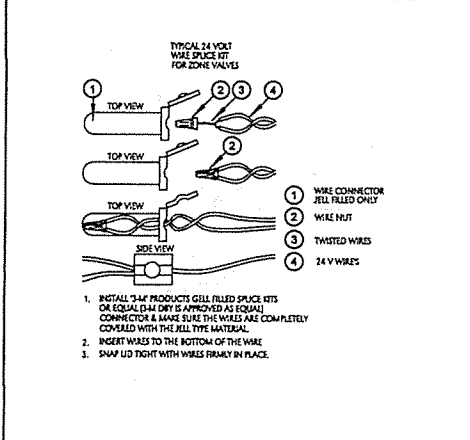 TYPICAL 24 VOLT
WIRE SPLICE KIT
FOR ZONE VALVES
1
2
3
4
TOP VIEW
2
TOP VIEW
TOP VIEW
SIDE VIEW
1 WIRE CONNECTOR
JELL FILLED ONLY
2 WIRE NUT
3 TWISTED WIRES
4 24 V WIRE'S
1. INSTALL "3-M" PRODUCTS GELL FILLED SPLICE KITS
OR EQUAL [3-M DRY IS APPROVED AS EQUAL]
CONNECTOR & MAKE SURE THE WIRES ARE COMPLETELY
COVERED WITH THE JELL TYPE MATERIAL.
2. INSERT WIRES TO THE BOTTOM OF THE WIRE
3. SNAP LID TIGHT WITH WIRES FIRMLY IN PLACE.